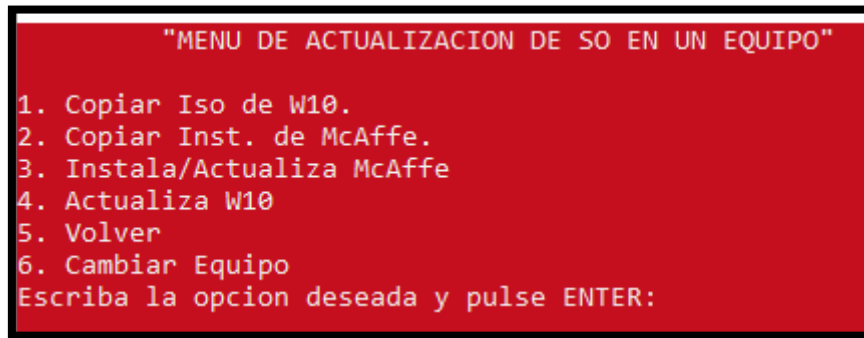 "MENU DE ACTUALIZACION DE SO EN UN EQUIPO"
1. Copiar Iso de W10.
2. Copiar Inst. de McAffe.
3. Instala/Actualiza McAffe
4. Actualiza W10
5. Volver
6. Cambiar Equipo
Escriba la opcion deseada y pulse ENTER: